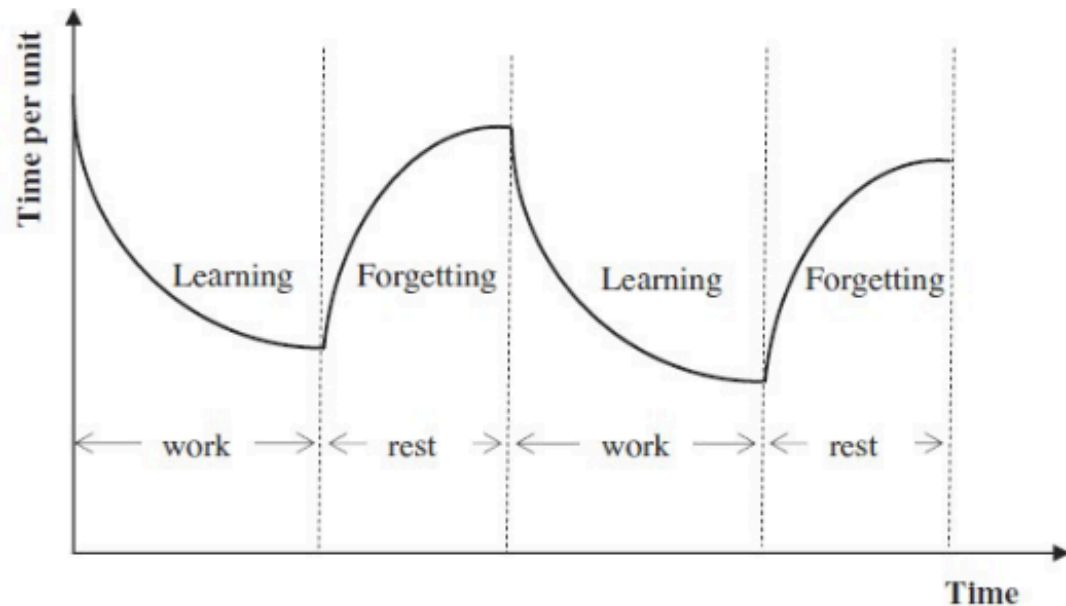 Time per unit
Learning
Forgetting
Learning
Forgetting
work
rest
work
rest
Time